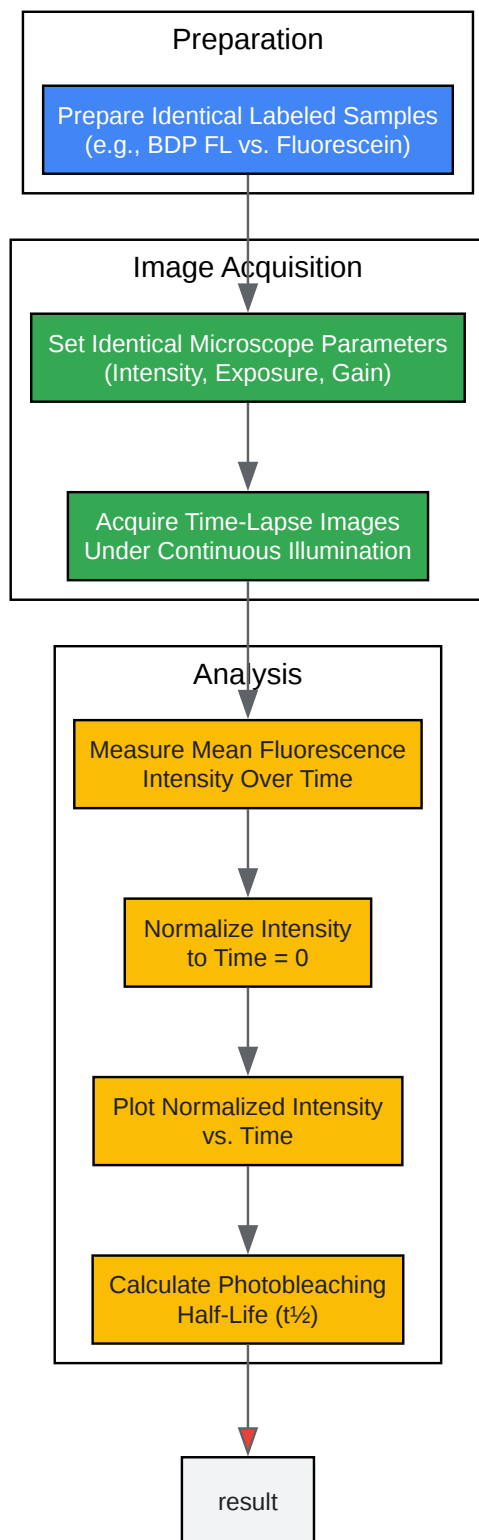 Preparation
Prepare Identical Labeled Samples
(e.g., BDP FL vs. Fluorescein)
Image Acquisition
Set Identical Microscope Parameters
(Intensity, Exposure, Gain)
Acquire Time-Lapse Images
Under Continuous Illumination
Analysis
Measure Mean Fluorescence
Intensity Over Time
Normalize Intensity
to Time = 0
Plot Normalized Intensity
vs. Time
Calculate Photobleaching
Half-Life (t½)
result